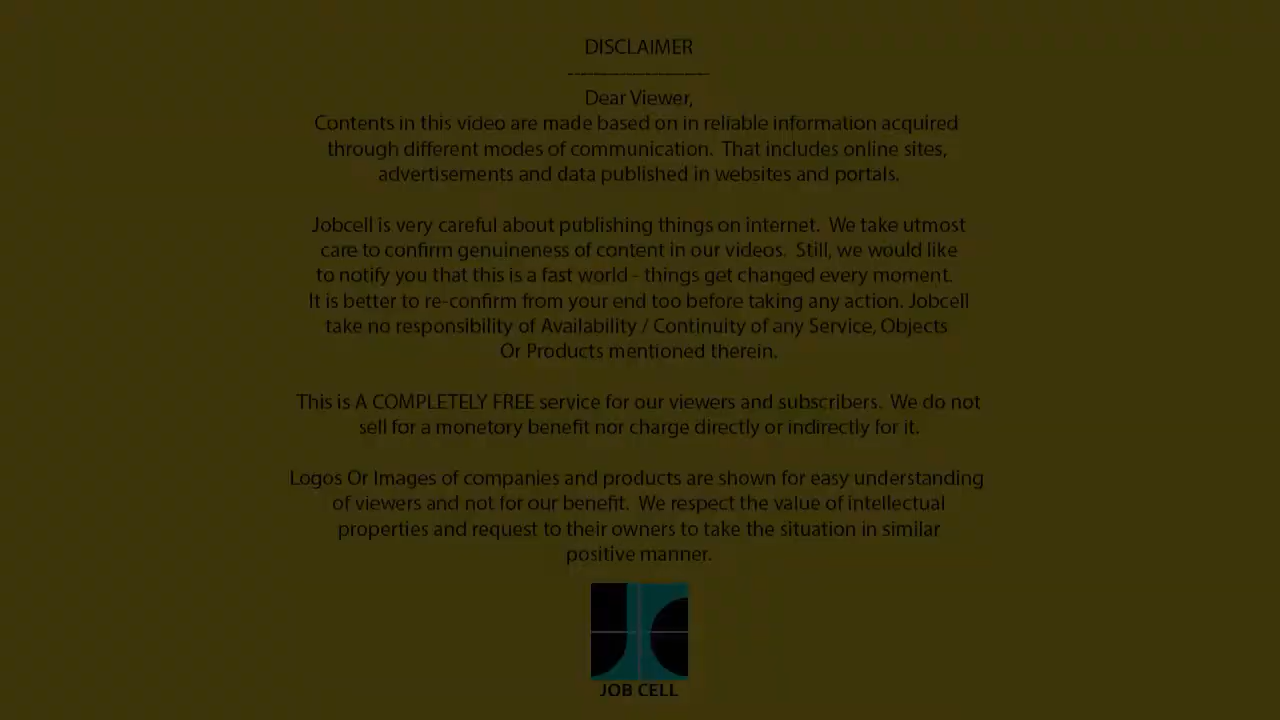 DISCLAIMER
--------------------------
Dear Viewer,
Contents in this video are made based on in reliable information acquired
through different modes of communication.  That includes online sites,
advertisements and data published in websites and portals.
Jobcell is very careful about publishing things on internet.  We take utmost
care to confirm genuineness of content in our videos.  Still, we would like
to notify you that this is a fast world - things get changed every moment.
It is better to re-confirm from your end too before taking any action. Jobcell
take no responsibility of Availability / Continuity of any Service, Objects
Or Products mentioned therein.
This is A COMPLETELY FREE service for our viewers and subscribers.  We do not
sell for a monetory benefit nor charge directly or indirectly for it.
Logos Or Images of companies and products are shown for easy understanding
of viewers and not for our benefit.  We respect the value of intellectual
properties and request to their owners to take the situation in similar
positive manner.
JOB CELL